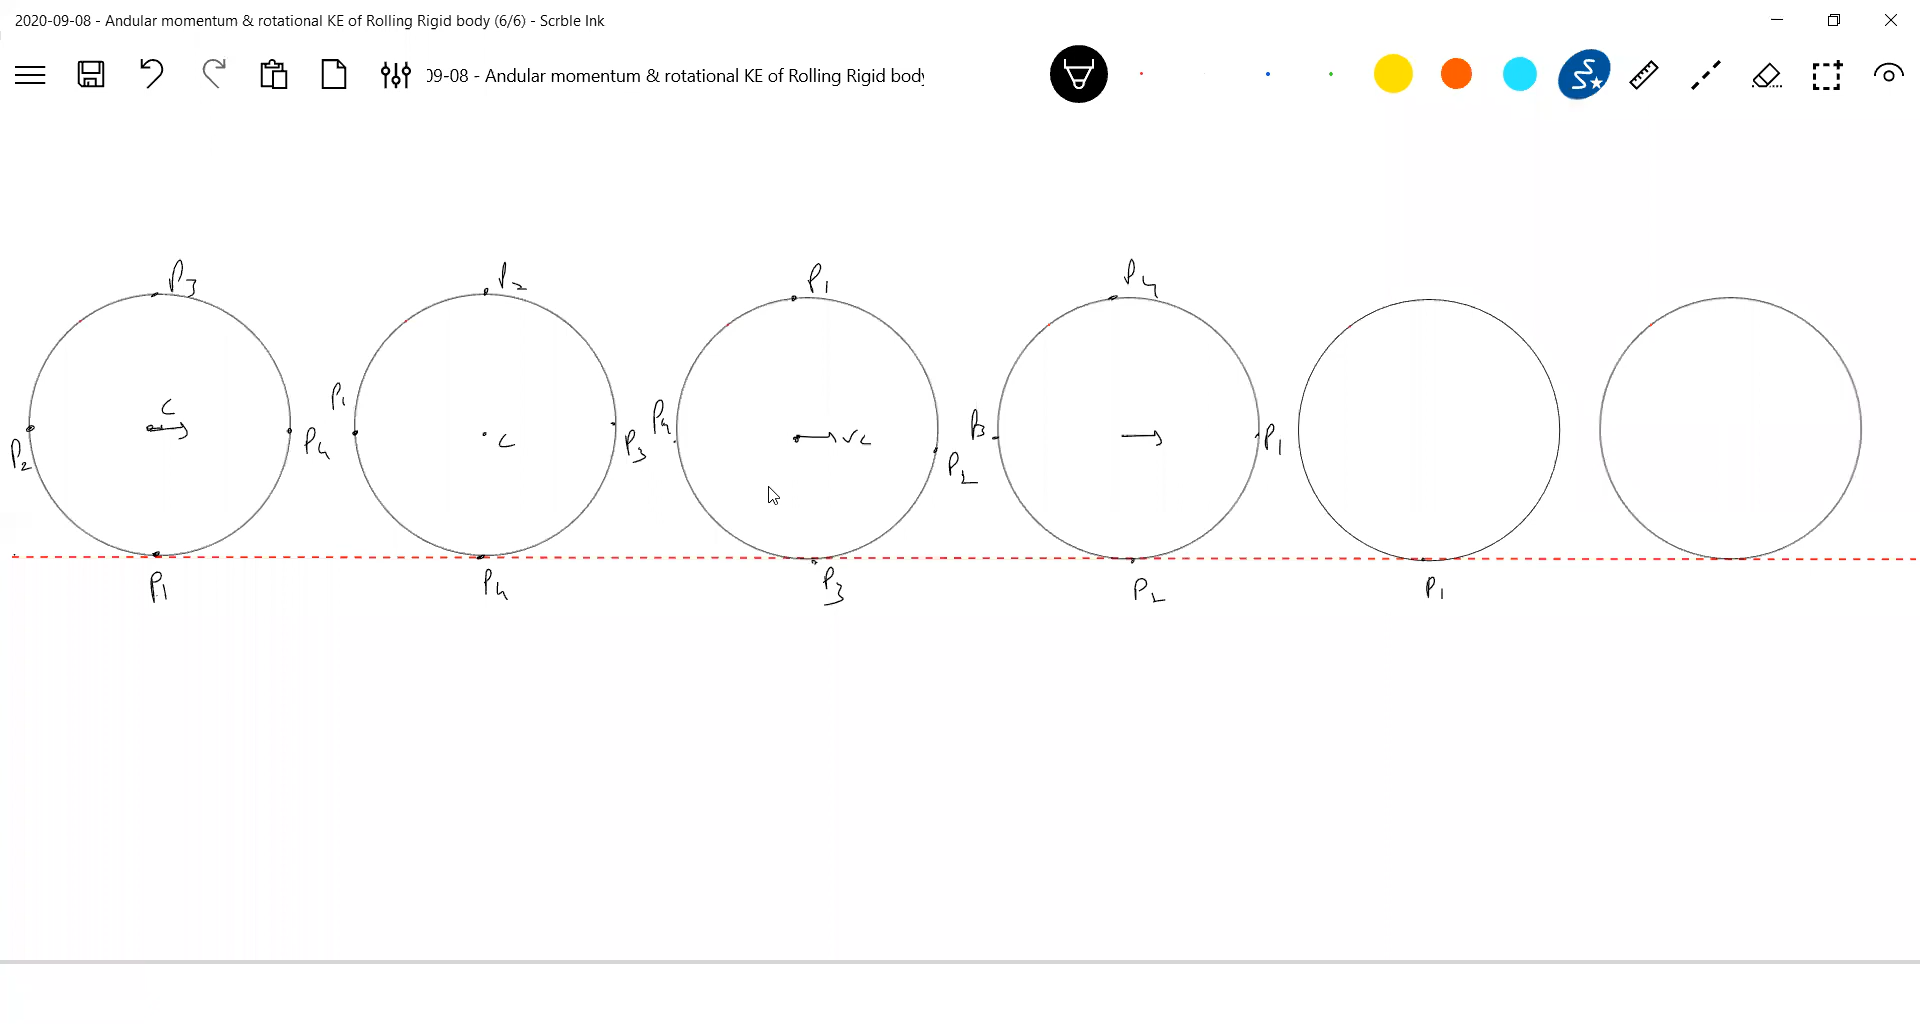 2020-09-08 - Andular momentum & rotational KE of Rolling Rigid body (6/6) - Scrble Ink
09-08 - Andular momentum & rotational KE of Rolling Rigid body
P3 P2 P1 P4
C
P2 P4 P1 C P3 P4 vc P2 P3 P1
P1 P4 P3 P2 P1